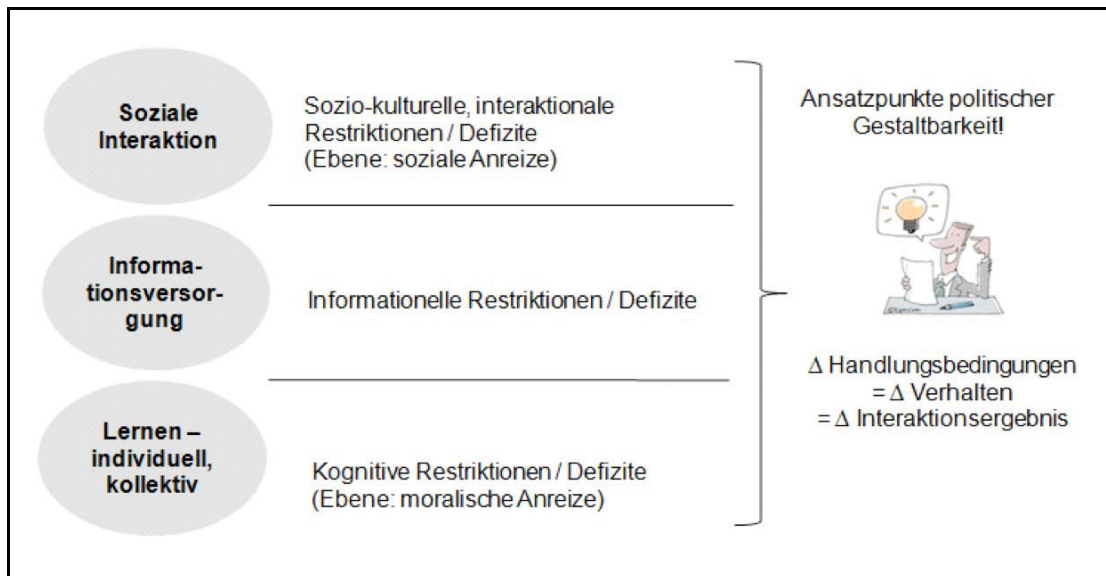 Soziale
Interaktion
Sozio-kulturelle, interaktionale
Restriktionen / Defizite
(Ebene: soziale Anreize)
Informa-
tionsversor-
gung
Informationelle Restriktionen / Defizite
Lernen –
individuell,
kollektiv
Kognitive Restriktionen / Defizite
(Ebene: moralische Anreize)
Ansatzpunkte politischer
Gestaltbarkeit!
Δ Handlungsbedingungen
= Δ Verhalten
= Δ Interaktionsergebnis